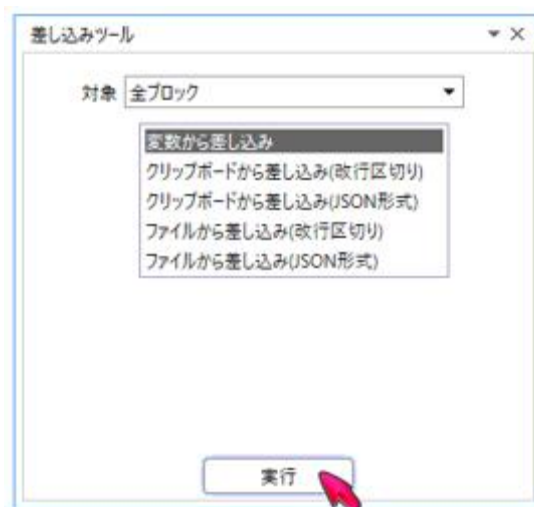 差し込みツール
対象 全ブロック
変数から差し込み
クリップボードから差し込み(改行区切り)
クリップボードから差し込み(JSON形式)
ファイルから差し込み(改行区切り)
ファイルから差し込み(JSON形式)
実行